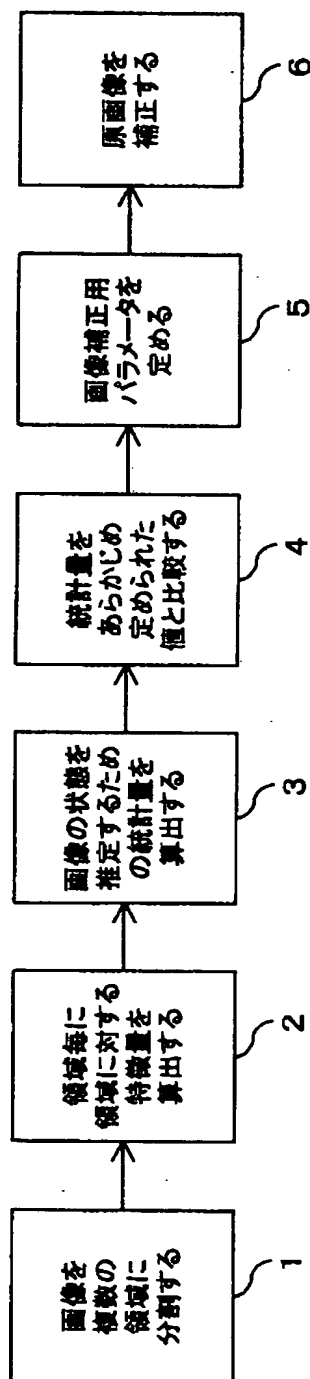 画像を
複数の
領域に
分割する
1
領域毎に
領域に対する
特徴量を
算出する
2
画像の状態を
推定するため
の統計量を
算出する
3
統計量を
あらかじめ
定められた
値と比較する
4
画像補正用
パラメータを
定める
5
原画像を
補正する
6